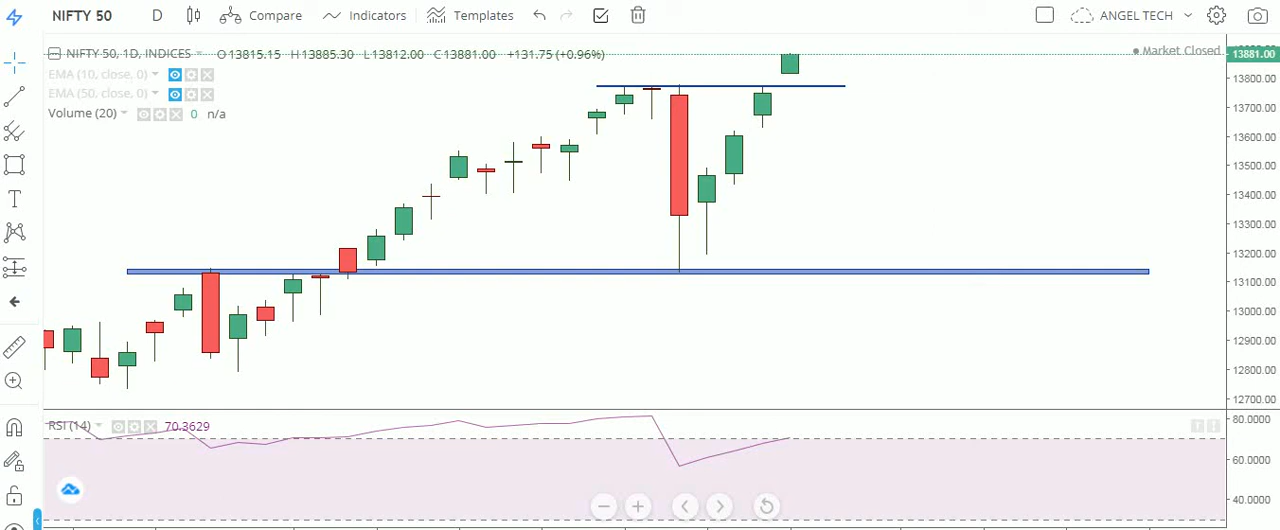 NIFTY 50 D Compare Indicators Templates ANGEL TECH
NIFTY 50, 1D, INDICES O 13815.15 H 13885.30 L 13812.00 C 13881.00 +131.75 (+0.96%)
Market Closed
13881.00
EMA (10, close, 0)
EMA (50, close, 0)
Volume (20) 0 n/a
13800.00
13700.00
13600.00
13500.00
13400.00
13300.00
13200.00
13100.00
13000.00
12900.00
12800.00
12700.00
RSI (14) 70.3629
80.0000
60.0000
40.0000